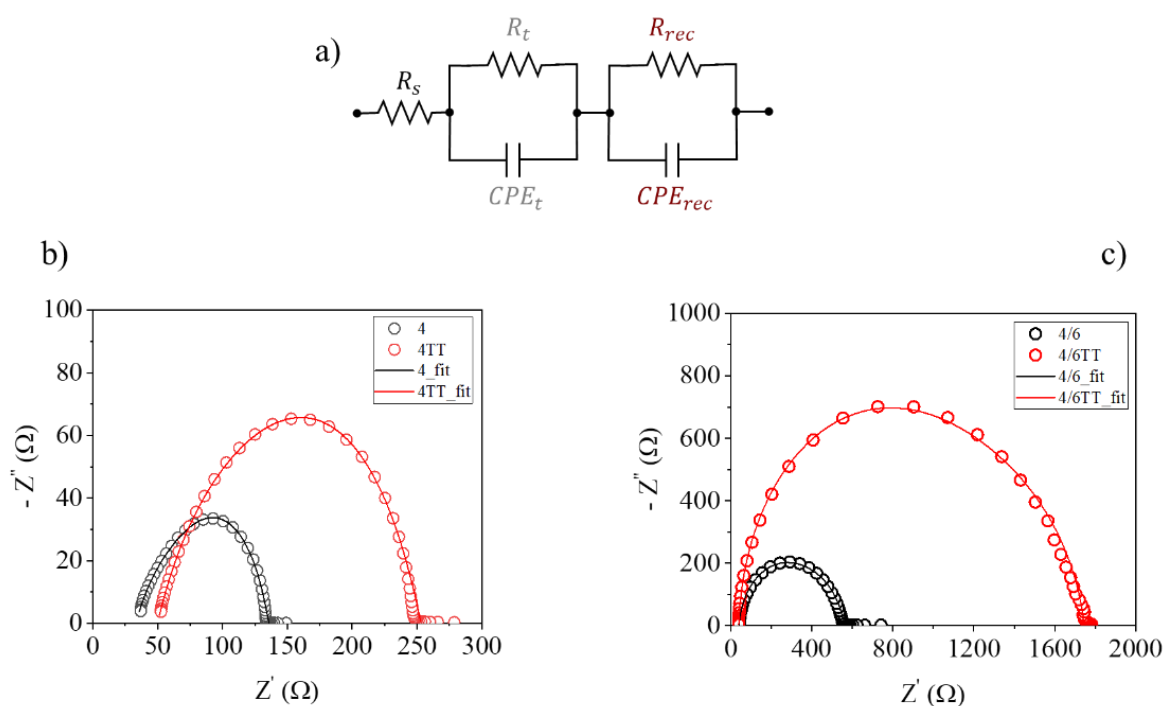 a)
R_t
R_rec
R_s
CPE_t
CPE_rec
b)
c)
100
80
60
40
20
0
- Z" (Ω)
4
4TT
4_fit
4TT_fit
0 50 100 150 200 250 300
Z' (Ω)
1000
800
600
400
200
0
- Z" (Ω)
4/6
4/6TT
4/6_fit
4/6TT_fit
0 400 800 1200 1600 2000
Z' (Ω)